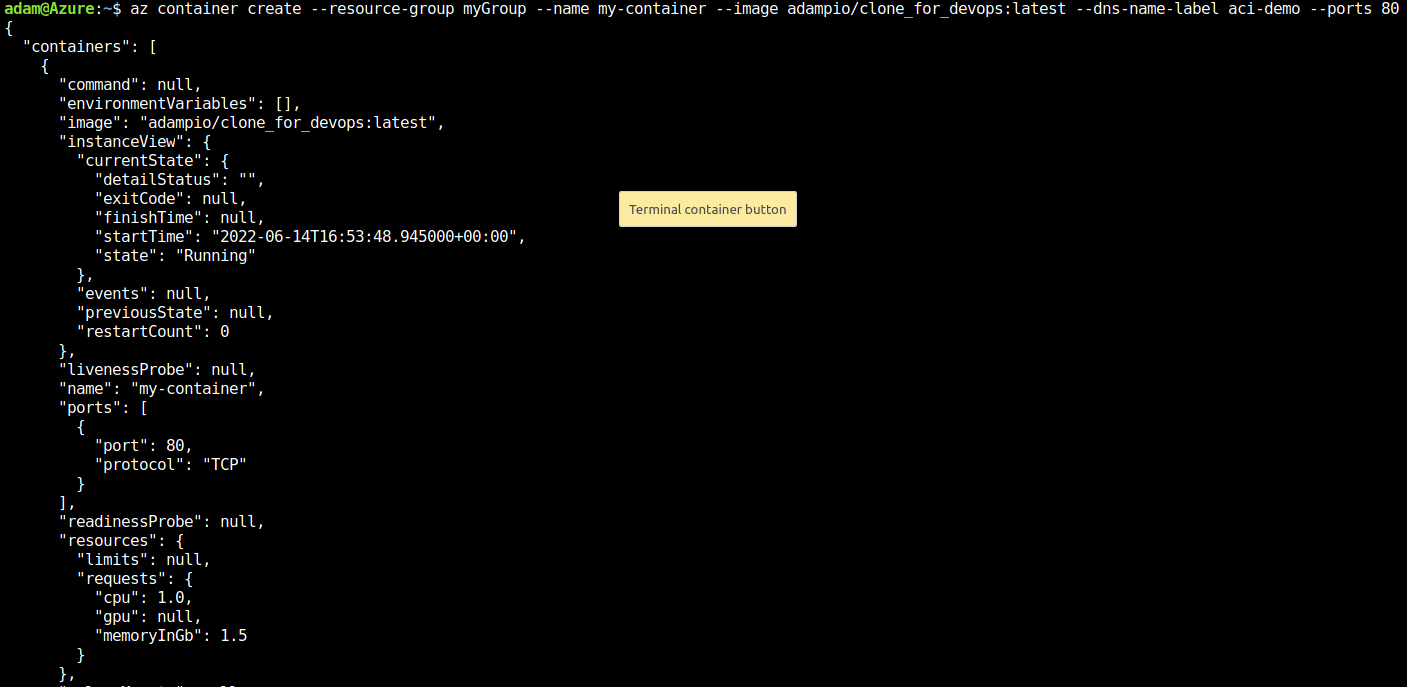 adam@Azure:~$ az container create --resource-group myGroup --name my-container --image adampio/clone_for_devops:latest --dns-name-label aci-demo --ports 80
{
  "containers": [
    {
      "command": null,
      "environmentVariables": [],
      "image": "adampio/clone_for_devops:latest",
      "instanceView": {
        "currentState": {
          "detailStatus": "",
          "exitCode": null,
          "finishTime": null,
          "startTime": "2022-06-14T16:53:48.945000+00:00",
          "state": "Running"
        },
        "events": null,
        "previousState": null,
        "restartCount": 0
      },
      "livenessProbe": null,
      "name": "my-container",
      "ports": [
        {
          "port": 80,
          "protocol": "TCP"
        }
      ],
      "readinessProbe": null,
      "resources": {
        "limits": null,
        "requests": {
          "cpu": 1.0,
          "gpu": null,
          "memoryInGb": 1.5
        }
      },
Terminal container button